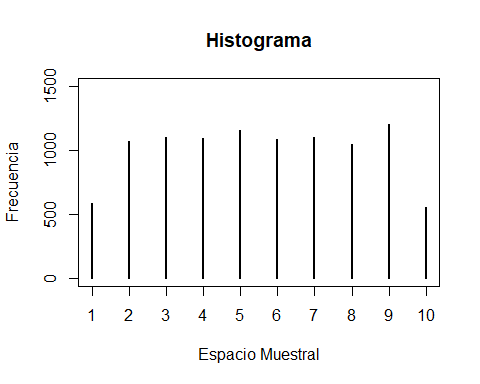 Histograma
Frecuencia
1500
1000
500
0
1 2 3 4 5 6 7 8 9 10
Espacio Muestral